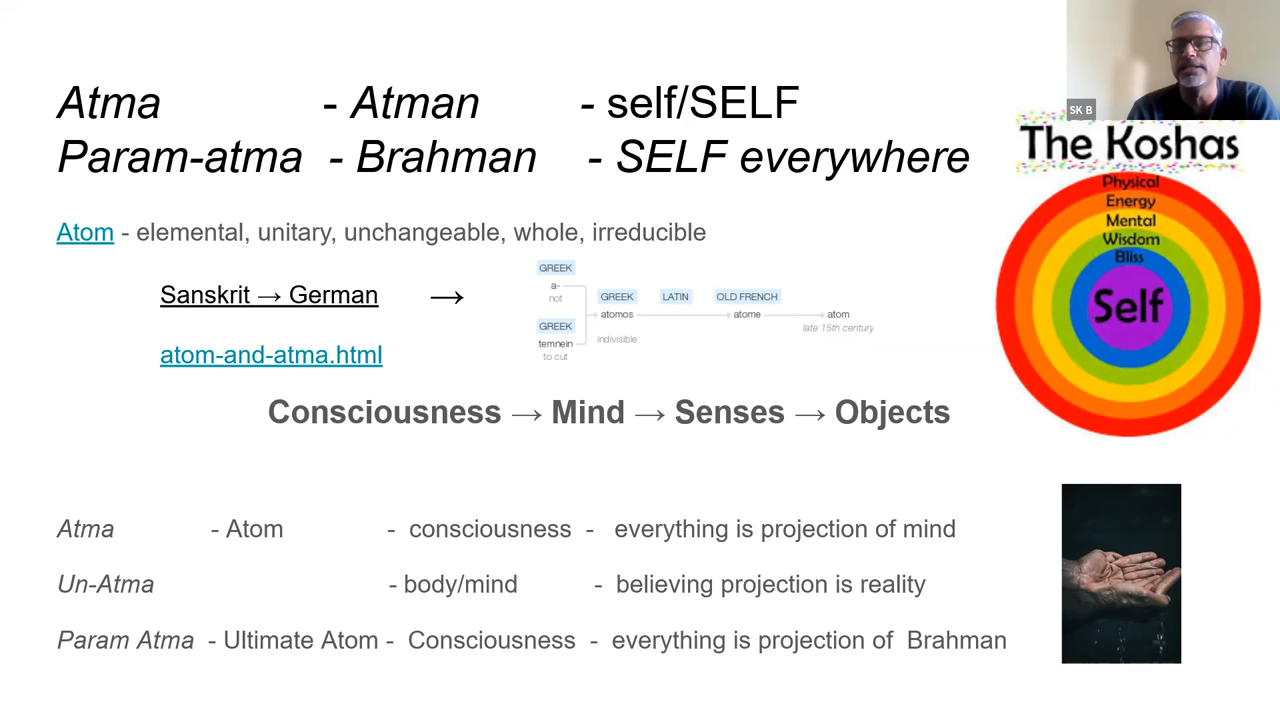 SK B
Atma - Atman - self/SELF
Param-atma - Brahman - SELF everywhere
Atom - elemental, unitary, unchangeable, whole, irreducible
Sanskrit → German →
atom-and-atma.html
GREEK
a-
not
GREEK
temnein
to cut
GREEK LATIN OLD FRENCH
atomos atome atom
indivisible
late 15th century
Consciousness → Mind → Senses → Objects
Atma - Atom - consciousness - everything is projection of mind
Un-Atma - body/mind - believing projection is reality
Param Atma - Ultimate Atom - Consciousness - everything is projection of Brahman
The Koshas
Physical
Energy
Mental
Wisdom
Bliss
Self